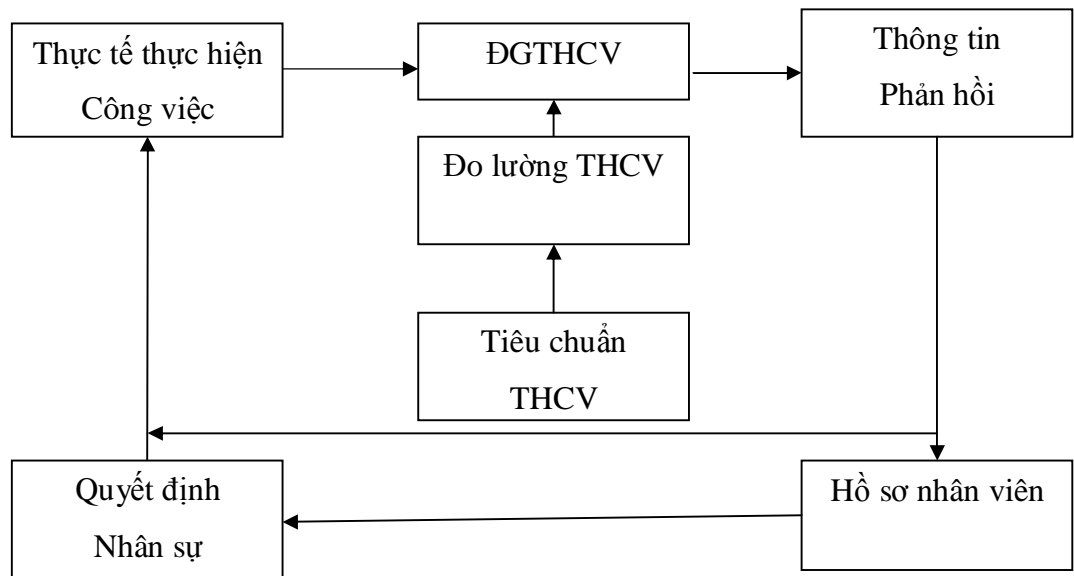 Thực tế thực hiện
Công việc
ĐGTHCV
Thông tin
Phản hồi
Đo lường THCV
Tiêu chuẩn
THCV
Quyết định
Nhân sự
Hồ sơ nhân viên